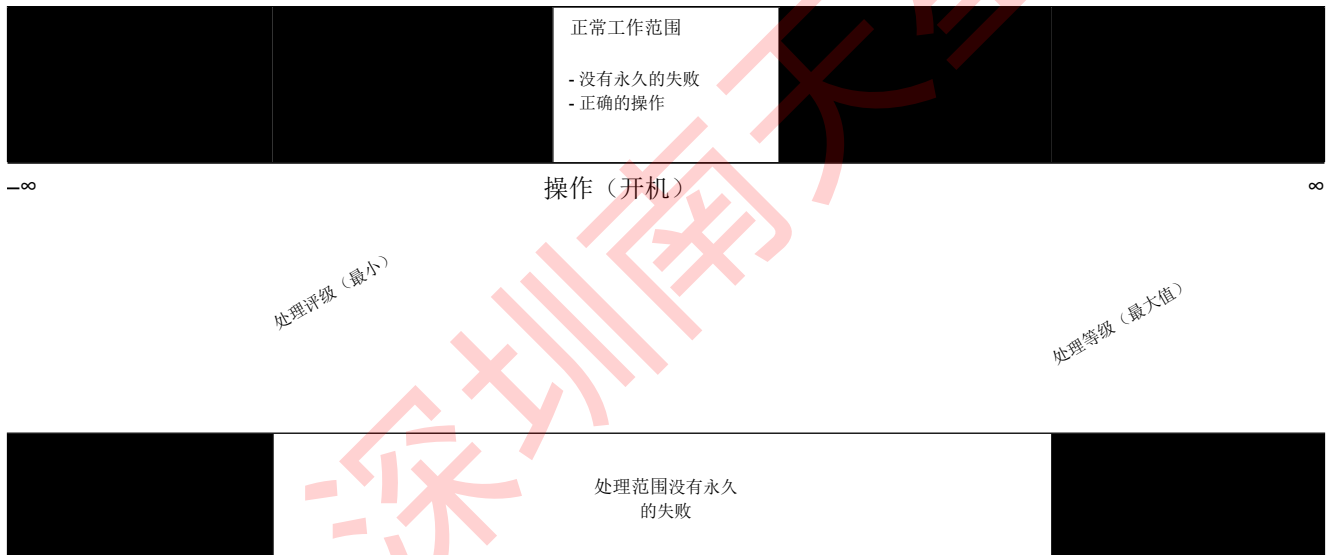 正常工作范围
- 没有永久的失败
- 正确的操作
–∞
操作（开机）
∞
处理评级（最小）
处理等级（最大值）
处理范围没有永久
的失败
深圳南天